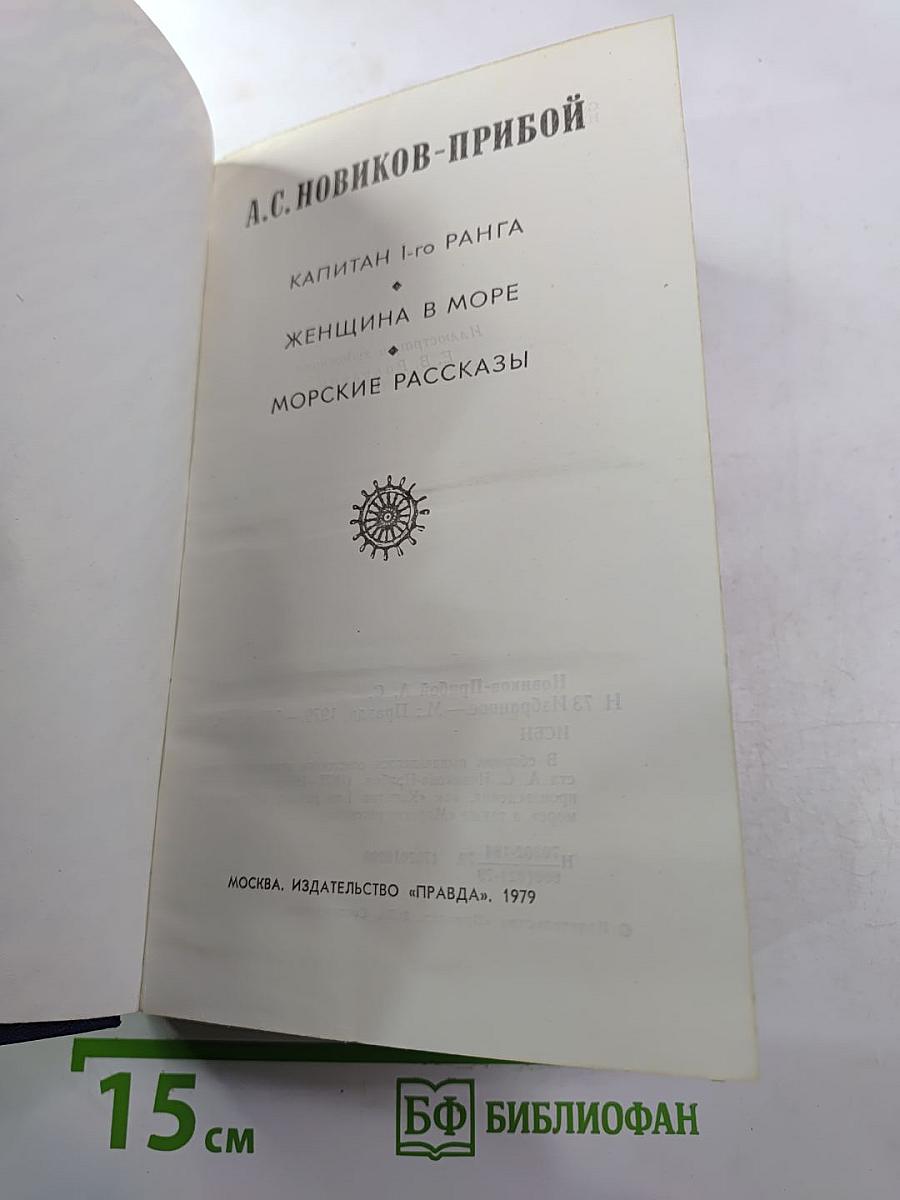 А.С. НОВИКОВ-ПРИБОЙ
КАПИТАН I-го РАНГА
ЖЕНЩИНА В МОРЕ
МОРСКИЕ РАССКАЗЫ
МОСКВА. ИЗДАТЕЛЬСТВО «ПРАВДА». 1979
15 см
БФ БИБЛИОФАН